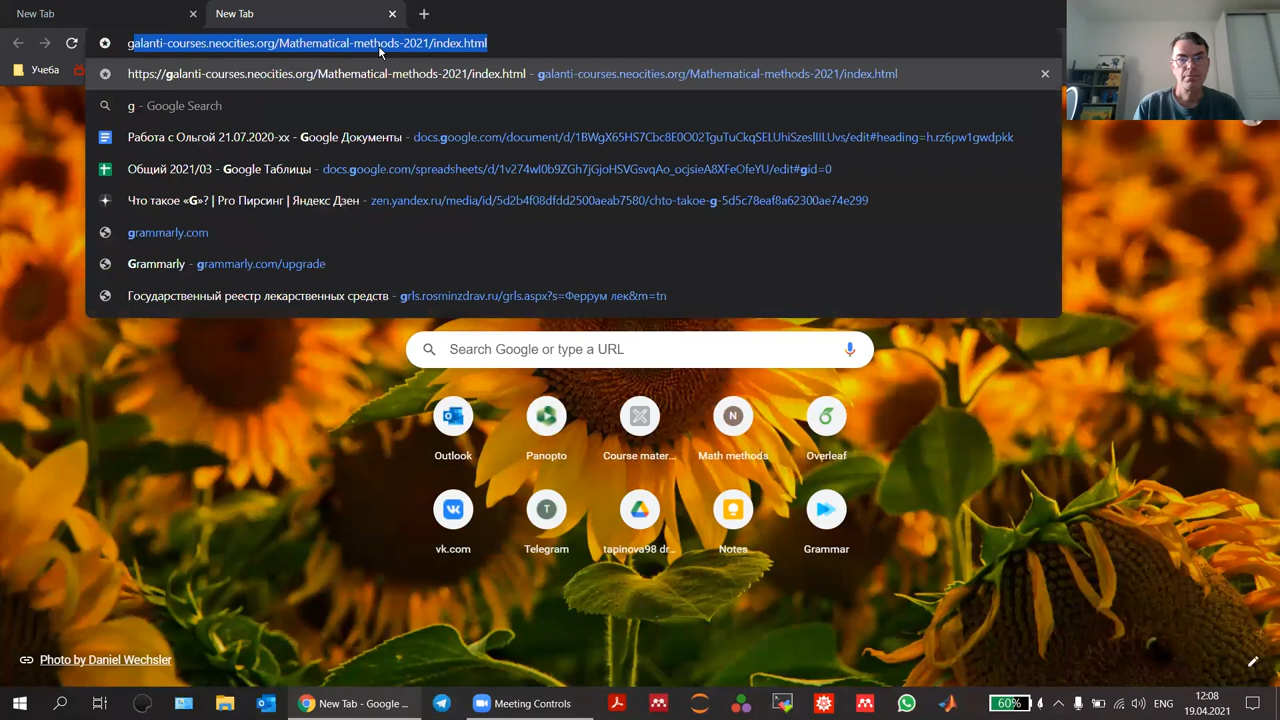 New Tab
New Tab
Учеба
galanti-courses.neocities.org/Mathematical-methods-2021/index.html
https://galanti-courses.neocities.org/Mathematical-methods-2021/index.html - galanti-courses.neocities.org/Mathematical-methods-2021/index.html
g - Google Search
Работа с Ольгой 21.07.2020-xx - Google Документы - docs.google.com/document/d/1BWgX65HS7Cbc8E0O02TguTuCkqSELUhiSzeslIILUvs/edit#heading=h.rz6pw1gwdpkk
Общий 2021/03 - Google Таблицы - docs.google.com/spreadsheets/d/1v274wI0b9ZGh7jGjoHSVGsvqAo_ocjsieA8XFeOfeYU/edit#gid=0
Что такое «G»? | Pro Пирсинг | Яндекс Дзен - zen.yandex.ru/media/id/5d2b4f08dfdd2500aeab7580/chto-takoe-g-5d5c78eaf8a62300ae74e299
grammarly.com
Grammarly - grammarly.com/upgrade
Государственный реестр лекарственных средств - grls.rosminzdrav.ru/grls.aspx?s=Феррум лек&m=tn
Search Google or type a URL
Outlook
Panopto
Course mater...
Math methods
Overleaf
vk.com
Telegram
tapinova98 dr...
Notes
Grammar
Photo by Daniel Wechsler
New Tab - Google ...
Meeting Controls
60%
ENG
12:08
19.04.2021